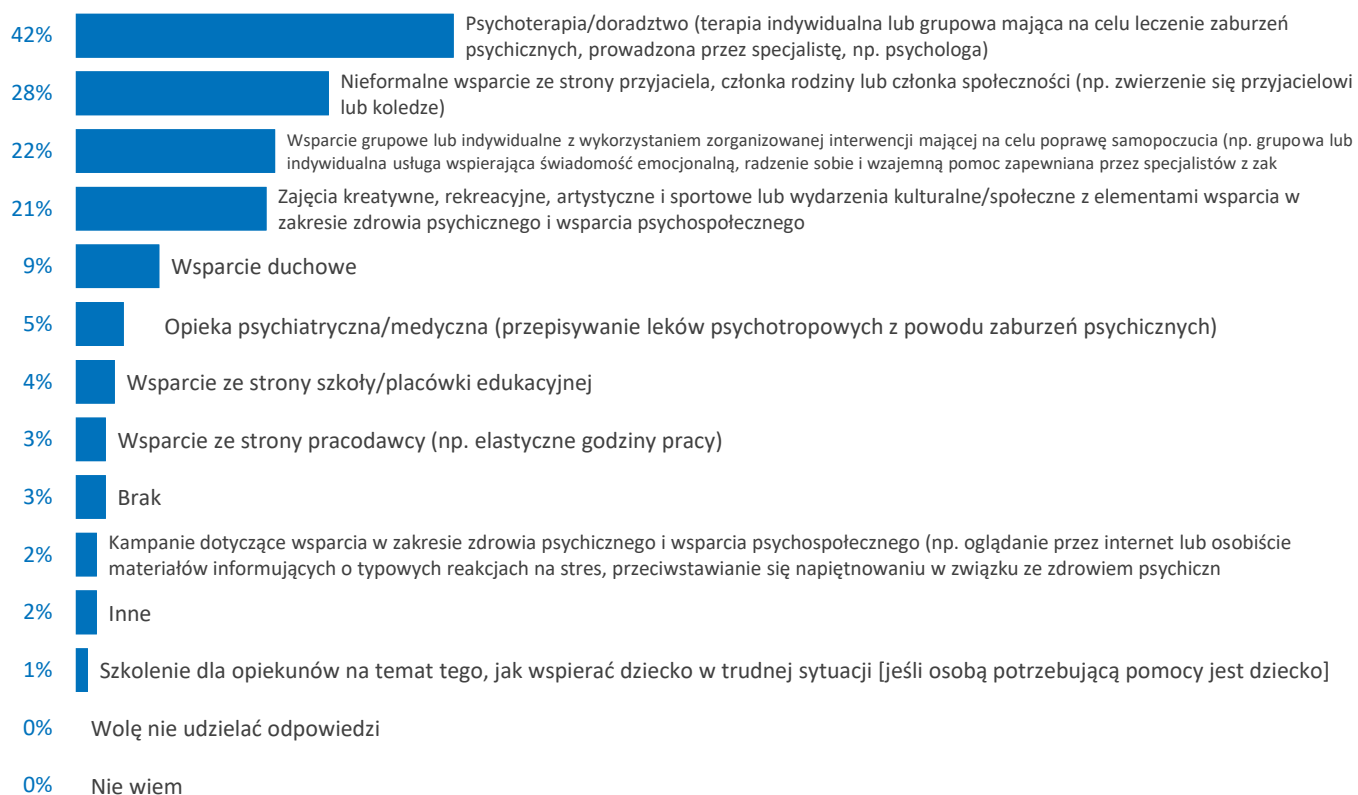 42%
Psychoterapia/doradztwo (terapia indywidualna lub grupowa mająca na celu leczenie zaburzeń
psychicznych, prowadzona przez specjalistę, np. psychologa)
28%
Nieformalne wsparcie ze strony przyjaciela, członka rodziny lub członka społeczności (np. zwierzenie się przyjacielowi
lub koledze)
22%
Wsparcie grupowe lub indywidualne z wykorzystaniem zorganizowanej interwencji mającej na celu poprawę samopoczucia (np. grupowa lub
indywidualna usługa wspierająca świadomość emocjonalną, radzenie sobie i wzajemną pomoc zapewniana przez specjalistów z zak
21%
Zajęcia kreatywne, rekreacyjne, artystyczne i sportowe lub wydarzenia kulturalne/społeczne z elementami wsparcia w
zakresie zdrowia psychicznego i wsparcia psychospołecznego
9%
Wsparcie duchowe
5%
Opieka psychiatryczna/medyczna (przepisywanie leków psychotropowych z powodu zaburzeń psychicznych)
4%
Wsparcie ze strony szkoły/placówki edukacyjnej
3%
Wsparcie ze strony pracodawcy (np. elastyczne godziny pracy)
3%
Brak
2%
Kampanie dotyczące wsparcia w zakresie zdrowia psychicznego i wsparcia psychospołecznego (np. oglądanie przez internet lub osobiście
materiałów informujących o typowych reakcjach na stres, przeciwstawianie się napiętnowaniu w związku ze zdrowiem psychiczn
2%
Inne
1%
Szkolenie dla opiekunów na temat tego, jak wspierać dziecko w trudnej sytuacji [jeśli osobą potrzebującą pomocy jest dziecko]
0%
Wolę nie udzielać odpowiedzi
0%
Nie wiem